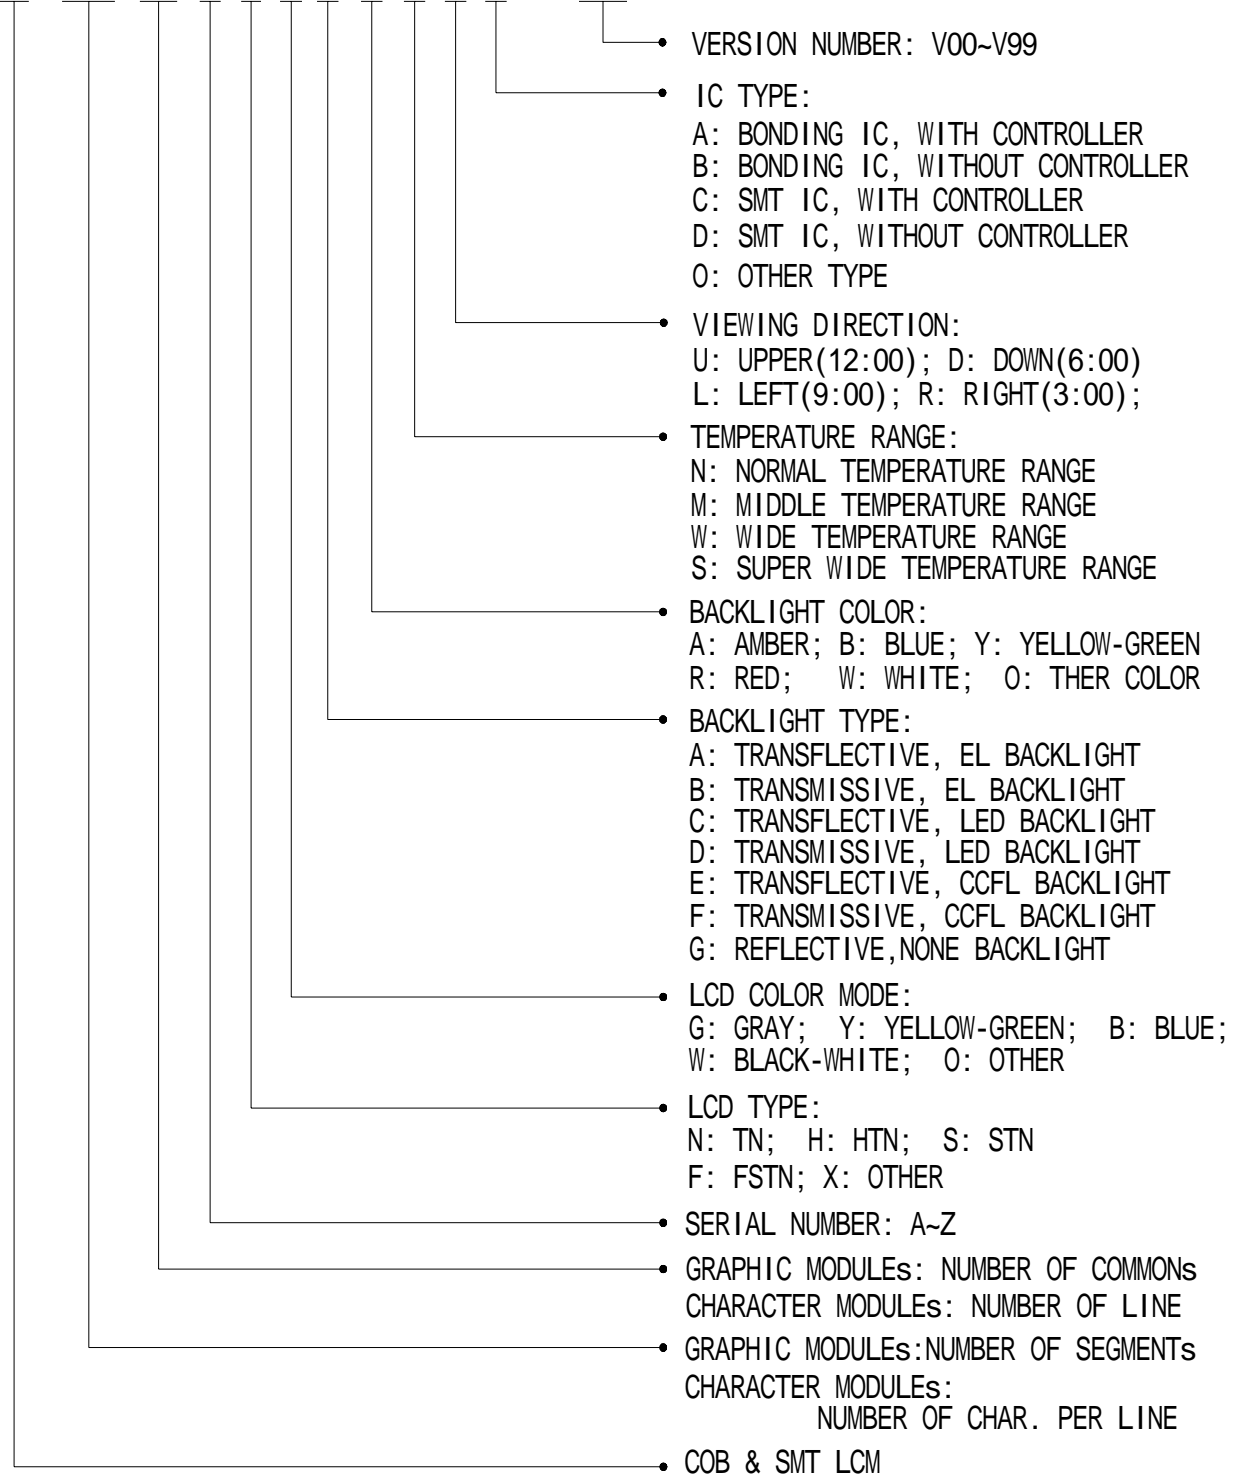 VERSION NUMBER: V00~V99
IC TYPE:
A: BONDING IC, WITH CONTROLLER
B: BONDING IC, WITHOUT CONTROLLER
C: SMT IC, WITH CONTROLLER
D: SMT IC, WITHOUT CONTROLLER
O: OTHER TYPE
VIEWING DIRECTION:
U: UPPER(12:00); D: DOWN(6:00)
L: LEFT(9:00); R: RIGHT(3:00);
TEMPERATURE RANGE:
N: NORMAL TEMPERATURE RANGE
M: MIDDLE TEMPERATURE RANGE
W: WIDE TEMPERATURE RANGE
S: SUPER WIDE TEMPERATURE RANGE
BACKLIGHT COLOR:
A: AMBER; B: BLUE; Y: YELLOW-GREEN
R: RED; W: WHITE; O: THER COLOR
BACKLIGHT TYPE:
A: TRANSFLECTIVE, EL BACKLIGHT
B: TRANSMISSIVE, EL BACKLIGHT
C: TRANSFLECTIVE, LED BACKLIGHT
D: TRANSMISSIVE, LED BACKLIGHT
E: TRANSFLECTIVE, CCFL BACKLIGHT
F: TRANSMISSIVE, CCFL BACKLIGHT
G: REFLECTIVE,NONE BACKLIGHT
LCD COLOR MODE:
G: GRAY; Y: YELLOW-GREEN; B: BLUE;
W: BLACK-WHITE; O: OTHER
LCD TYPE:
N: TN; H: HTN; S: STN
F: FSTN; X: OTHER
SERIAL NUMBER: A~Z
GRAPHIC MODULEs: NUMBER OF COMMONs
CHARACTER MODULEs: NUMBER OF LINE
GRAPHIC MODULEs:NUMBER OF SEGMENTs
CHARACTER MODULEs:
NUMBER OF CHAR. PER LINE
COB & SMT LCM